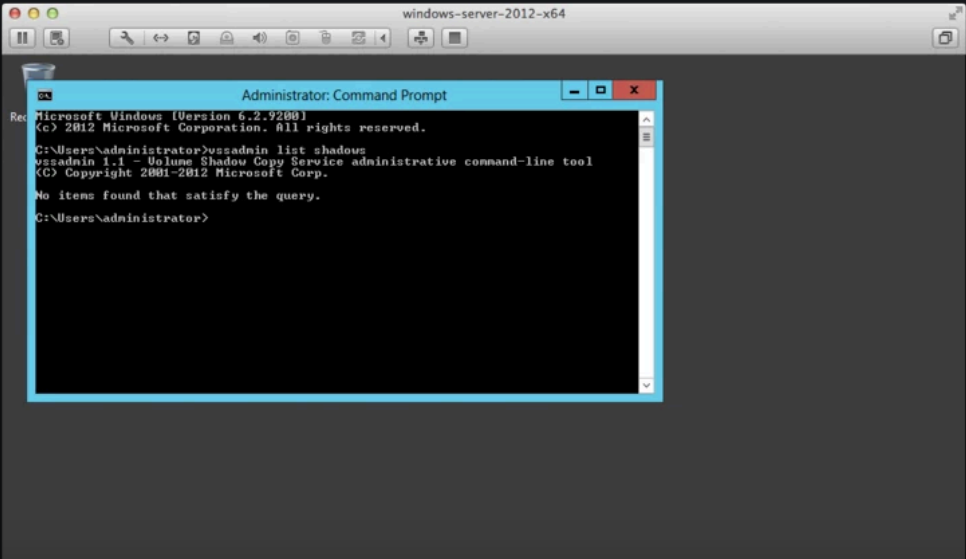 windows-server-2012-x64
Rec
Administrator: Command Prompt
Microsoft Windows [Version 6.2.9200]
(c) 2012 Microsoft Corporation. All rights reserved.
C:\Users\administrator>vssadmin list shadows
vssadmin 1.1 - Volume Shadow Copy Service administrative command-line tool
(C) Copyright 2001-2012 Microsoft Corp.
No items found that satisfy the query.
C:\Users\administrator>